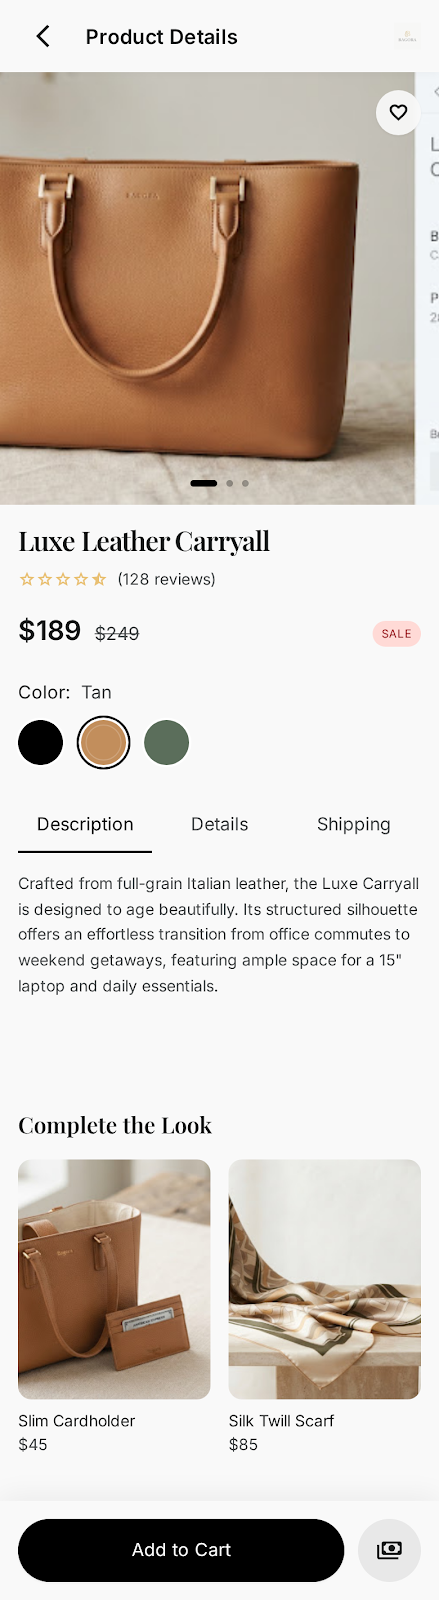 Product Details
Luxe Leather Carryall
(128 reviews)
$189 $249
SALE
Color: Tan
Description Details Shipping
Crafted from full-grain Italian leather, the Luxe Carryall
is designed to age beautifully. Its structured silhouette
offers an effortless transition from office commutes to
weekend getaways, featuring ample space for a 15"
laptop and daily essentials.
Complete the Look
Slim Cardholder
$45
Silk Twill Scarf
$85
Add to Cart